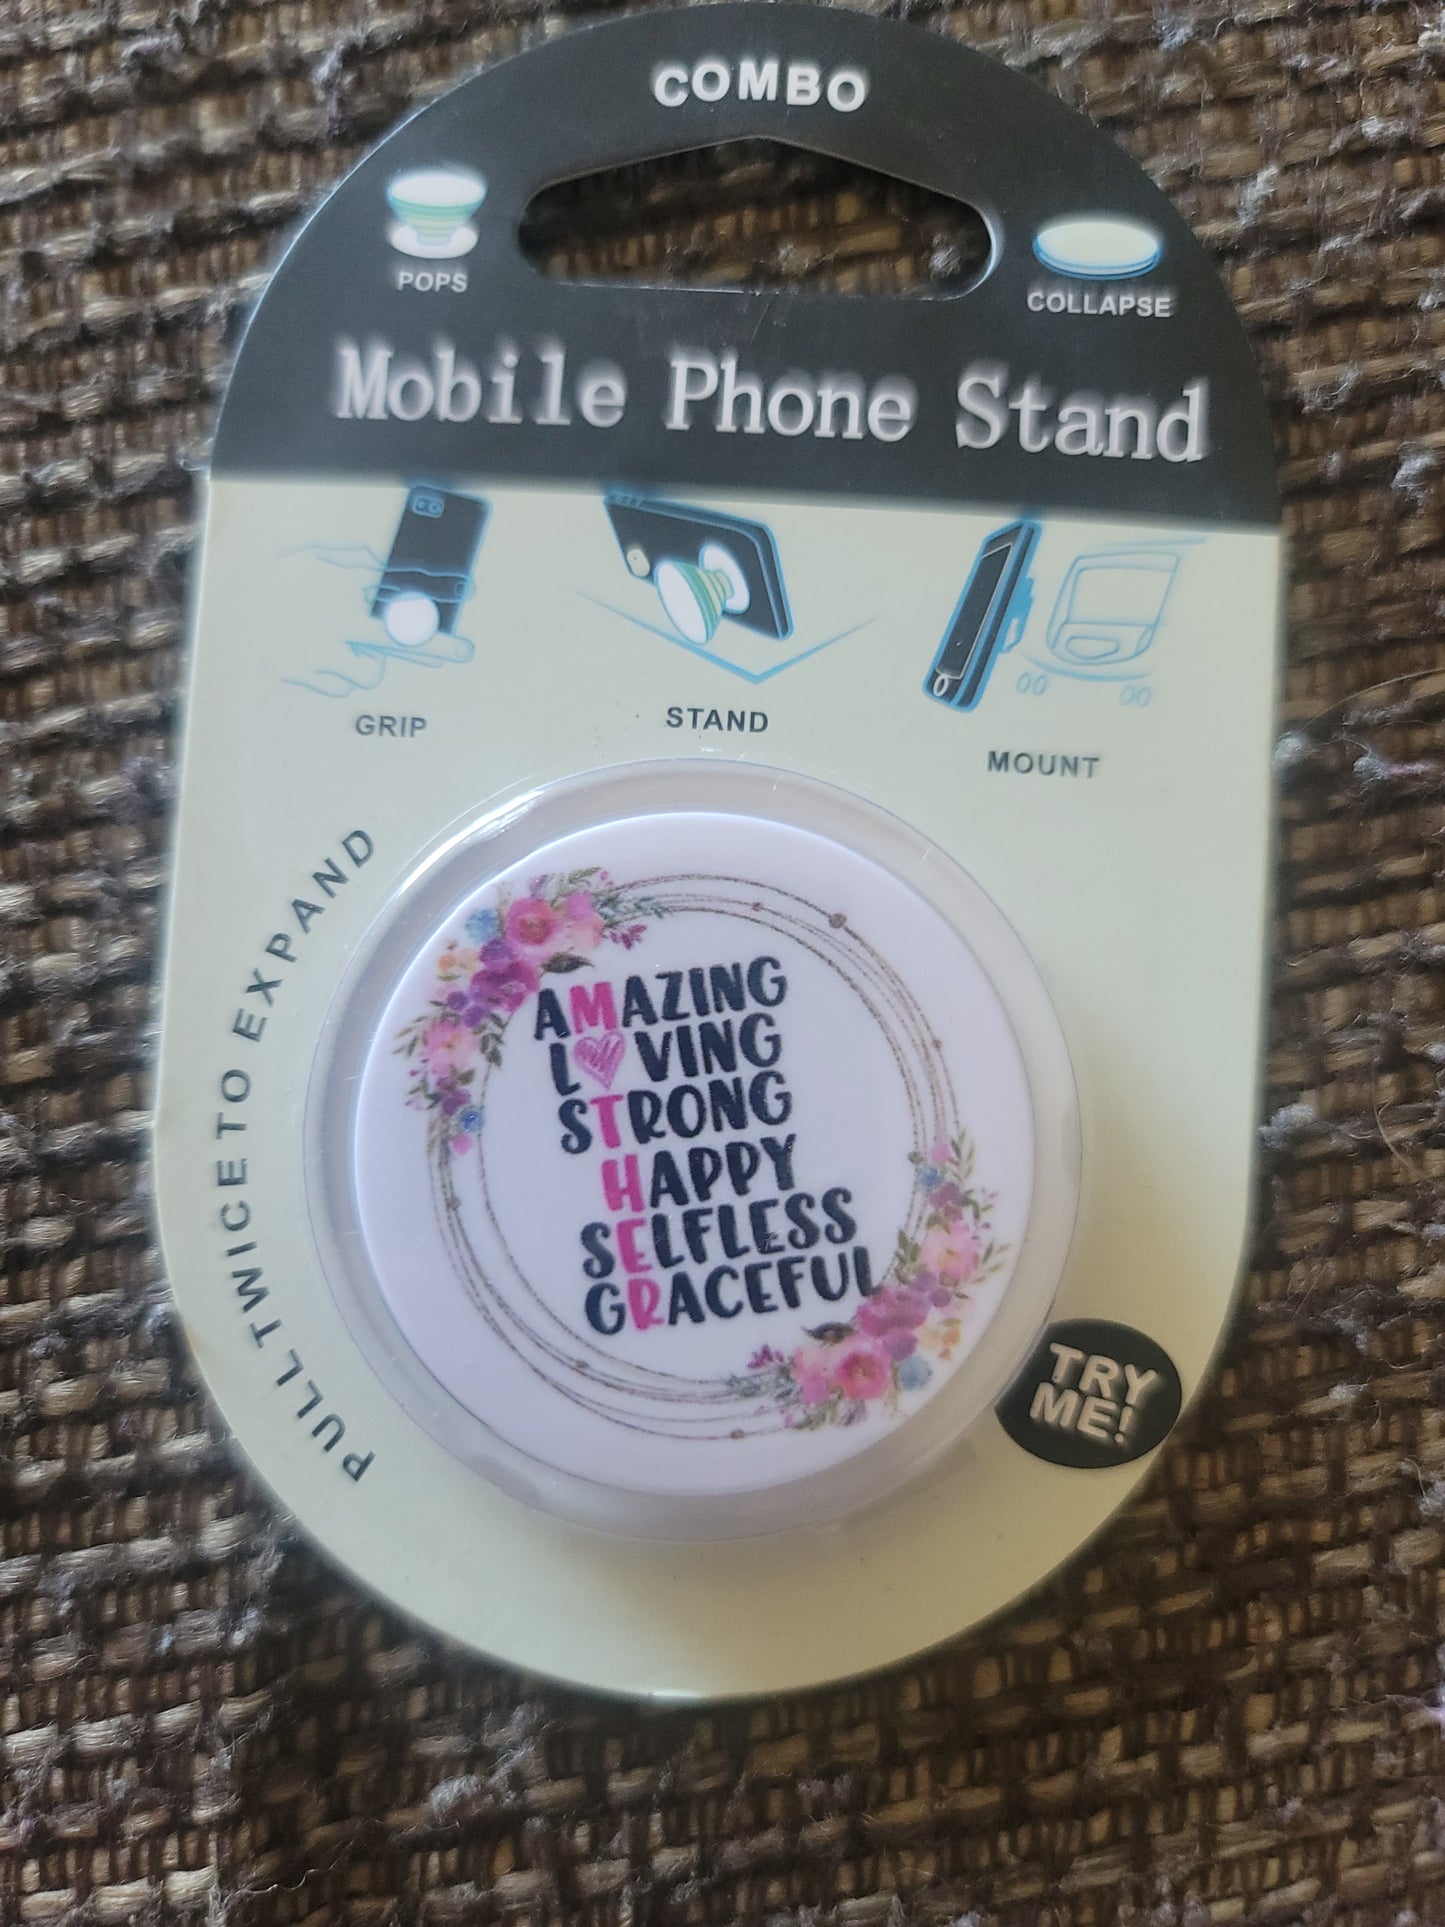 COMBO
POPS
COLLAPSE
Mobile Phone Stand
GRIP
STAND
MOUNT
PULL TWICE TO EXPAND
AMAZING
L♡VING
STRONG
HAPPY
SELFLESS
GRACEFUL
TRY
ME!